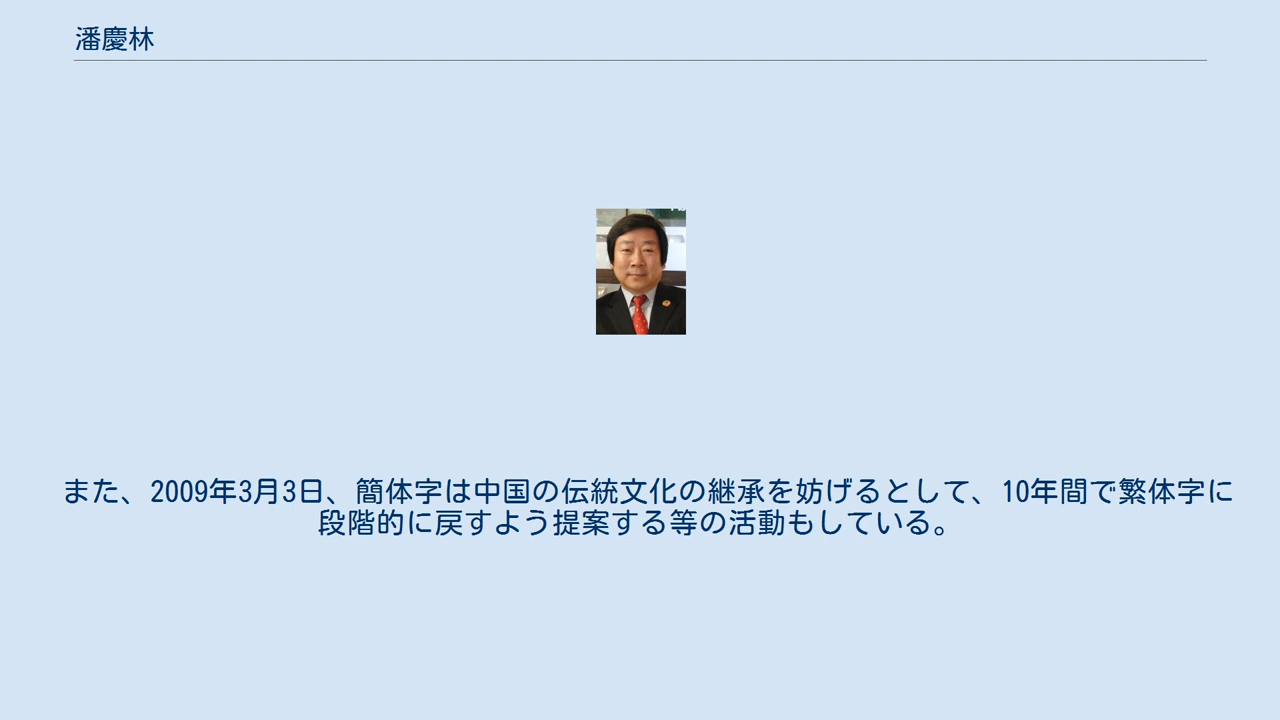 潘慶林
また、2009年3月3日、簡体字は中国の伝統文化の継承を妨げるとして、10年間で繁体字に
段階的に戻すよう提案する等の活動もしている。